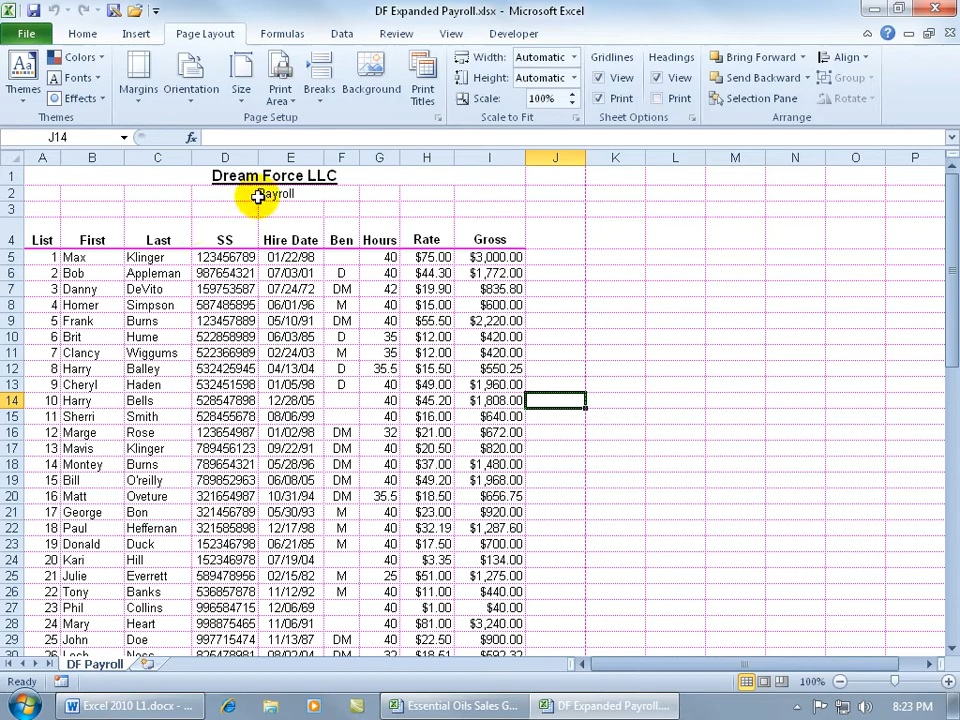 DF Expanded Payroll.xlsx - Microsoft Excel
File Home Insert Page Layout Formulas Data Review View Developer
Themes Colors Fonts Effects Margins Orientation Size Print Area Breaks Background Print Titles Width: Automatic Height: Automatic Scale: 100% Gridlines View Print Headings View Print Bring Forward Send Backward Selection Pane Align Group Rotate
Themes Page Setup Scale to Fit Sheet Options Arrange
J14 fx
A B C D E F G H I J K L M N O P
1 Dream Force LLC
2 Payroll
3
4 List First Last SS Hire Date Ben Hours Rate Gross
5 1 Max Klinger 123456789 01/22/98 40 $75.00 $3,000.00
6 2 Bob Appleman 987654321 07/03/01 D 40 $44.30 $1,772.00
7 3 Danny DeVito 159753587 07/24/72 DM 42 $19.90 $835.80
8 4 Homer Simpson 587485895 06/01/96 M 40 $15.00 $600.00
9 5 Frank Burns 123457889 05/10/91 DM 40 $55.50 $2,220.00
10 6 Brit Hume 522858989 06/03/85 D 35 $12.00 $420.00
11 7 Clancy Wiggums 522366989 02/24/03 M 35 $12.00 $420.00
12 8 Harry Balley 532425945 04/13/04 D 35.5 $15.50 $550.25
13 9 Cheryl Haden 532451598 01/05/98 D 40 $49.00 $1,960.00
14 10 Harry Bells 528547898 12/28/05 40 $45.20 $1,808.00
15 11 Sherri Smith 528455678 08/06/99 40 $16.00 $640.00
16 12 Marge Rose 123654987 01/02/98 DM 32 $21.00 $672.00
17 13 Mavis Klinger 789456123 09/22/91 DM 40 $20.50 $820.00
18 14 Montey Burns 789654321 05/28/96 DM 40 $37.00 $1,480.00
19 15 Bill O'reilly 789852963 06/08/05 DM 40 $49.20 $1,968.00
20 16 Matt Oveture 321654987 10/31/94 DM 35.5 $18.50 $656.75
21 17 George Bon 321456789 05/30/93 M 40 $23.00 $920.00
22 18 Paul Heffernan 321585898 12/17/98 M 40 $32.19 $1,287.60
23 19 Donald Duck 152346798 06/21/85 M 40 $17.50 $700.00
24 20 Kari Hill 152346978 07/19/04 40 $3.35 $134.00
25 21 Julie Everrett 589478956 02/15/82 M 25 $51.00 $1,275.00
26 22 Tony Banks 536857878 11/12/92 M 40 $11.00 $440.00
27 23 Phil Collins 996584715 12/06/69 40 $1.00 $40.00
28 24 Mary Heart 998875465 11/06/91 40 $81.00 $3,240.00
29 25 John Doe 997715474 11/13/87 DM 40 $22.50 $900.00
DF Payroll
Ready 100%
Excel 2010 L1.docx - ... Essential Oils Sales G... DF Expanded Payroll.... 8:23 PM